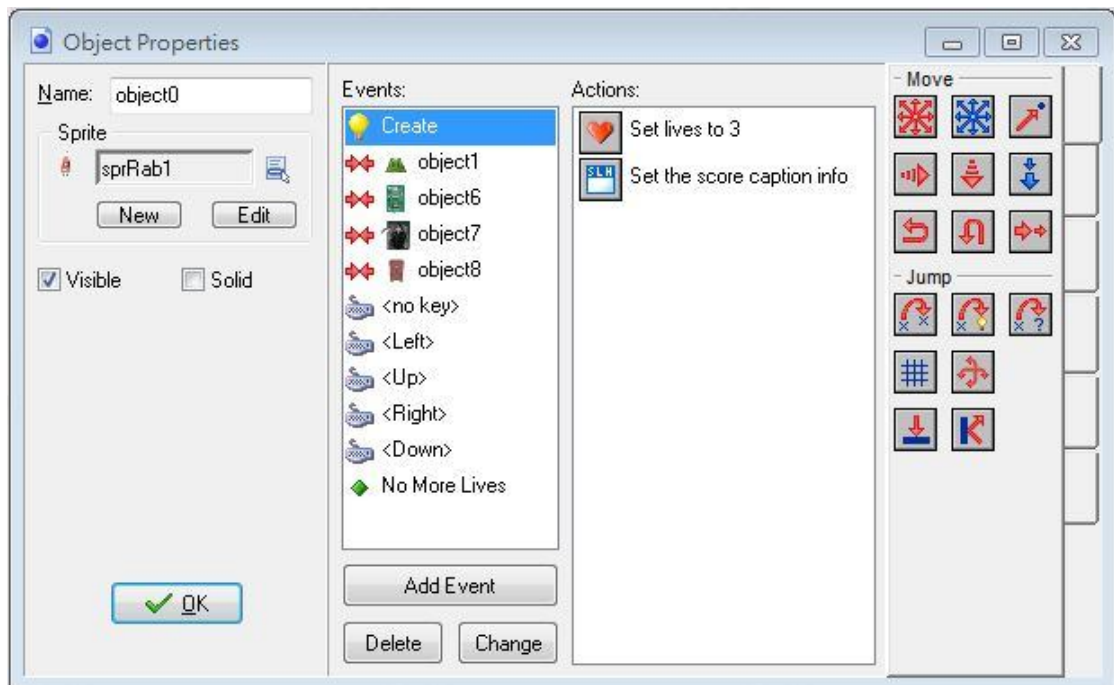 Object Properties
Name: object0
Sprite
sprRab1
New Edit
Visible Solid
OK
Events:
Create
object1
object6
object7
object8
<no key>
<Left>
<Up>
<Right>
<Down>
No More Lives
Add Event
Delete Change
Actions:
Set lives to 3
SLH
Set the score caption info
Move
Jump